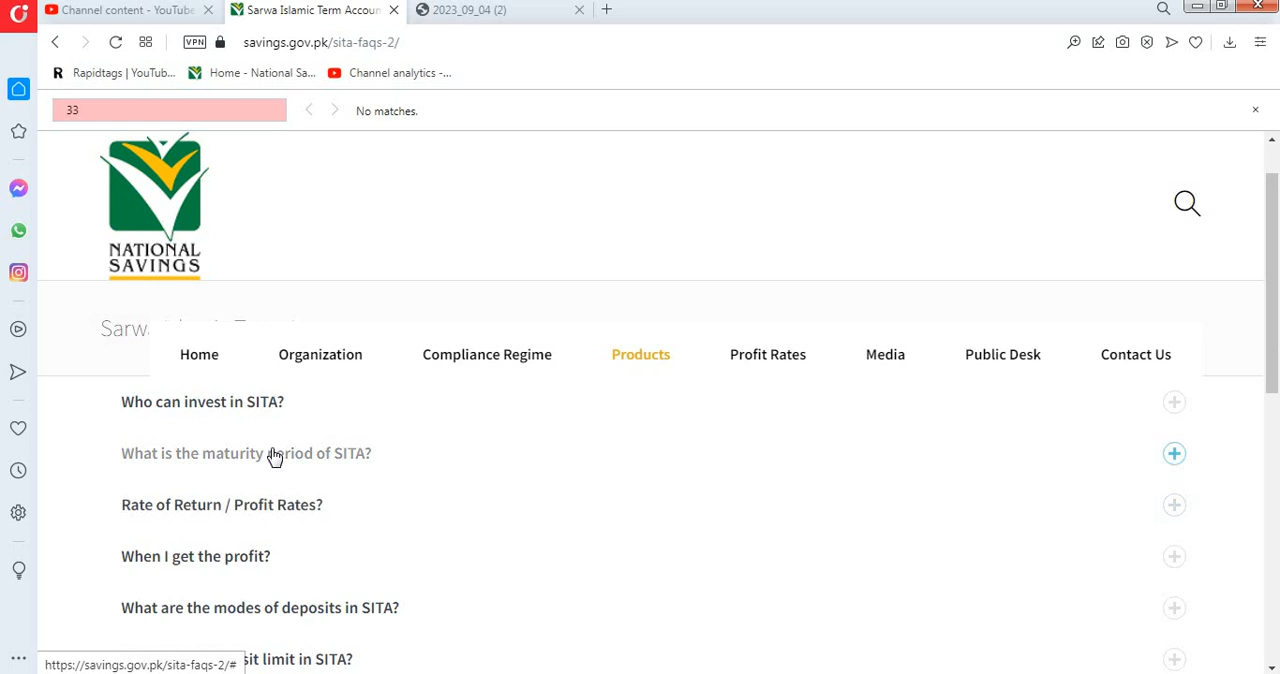 Channel content - YouTube
Sarwa Islamic Term Accoun
2023_09_04 (2)
VPN
savings.gov.pk/sita-faqs-2/
R Rapidtags | YouTub...
Home - National Sa...
Channel analytics -...
33
No matches.
NATIONAL
SAVINGS
Sarwa
Home
Organization
Compliance Regime
Products
Profit Rates
Media
Public Desk
Contact Us
Who can invest in SITA?
What is the maturity period of SITA?
Rate of Return / Profit Rates?
When I get the profit?
What are the modes of deposits in SITA?
sit limit in SITA?
https://savings.gov.pk/sita-faqs-2/#